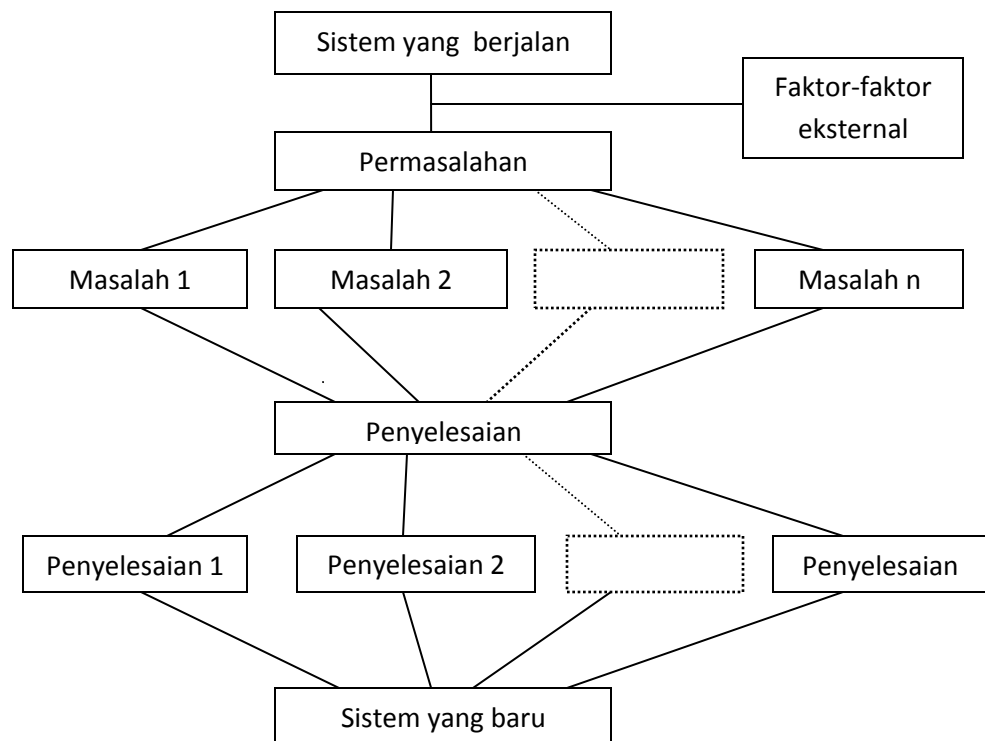 Sistem yang berjalan
Faktor-faktor
eksternal
Permasalahan
Masalah 1
Masalah 2
Masalah n
Penyelesaian
Penyelesaian 1
Penyelesaian 2
Penyelesaian
Sistem yang baru